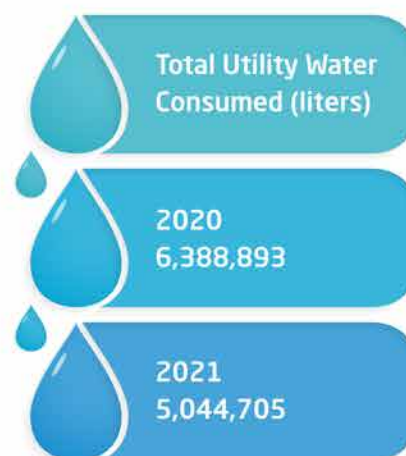 Total Utility Water
Consumed (liters)
2020
6,388,893
2021
5,044,705